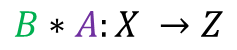 B ∗ A: X → Z